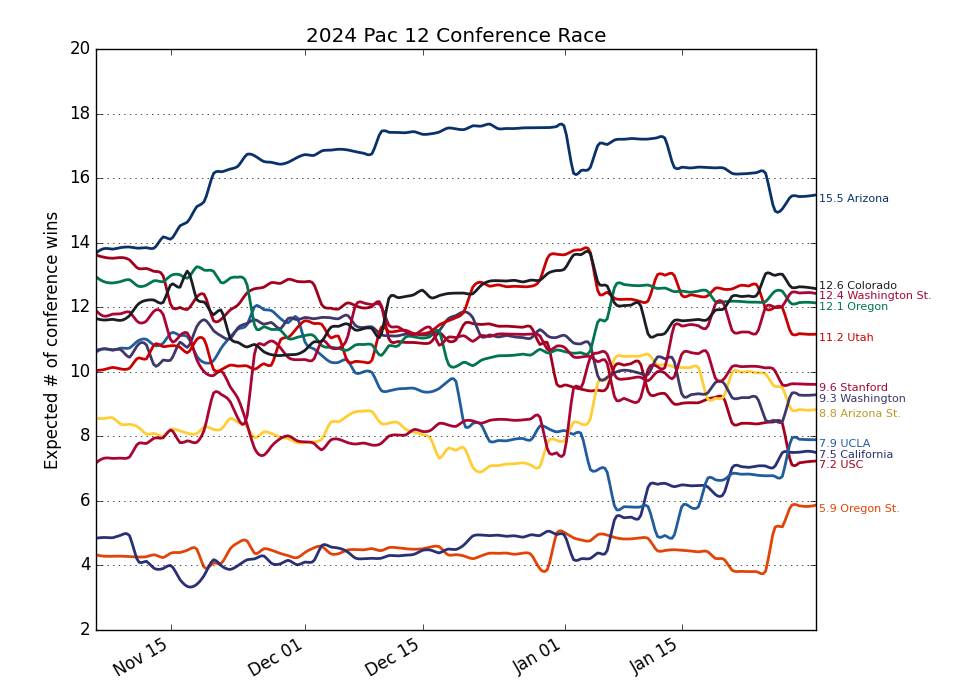 2024 Pac 12 Conference Race
Expected # of conference wins
20
18
16
14
12
10
8
6
4
2
15.5 Arizona
12.6 Colorado
12.4 Washington St.
12.1 Oregon
11.2 Utah
9.6 Stanford
9.3 Washington
8.8 Arizona St.
7.9 UCLA
7.5 California
7.2 USC
5.9 Oregon St.
Nov 15
Dec 01
Dec 15
Jan 01
Jan 15